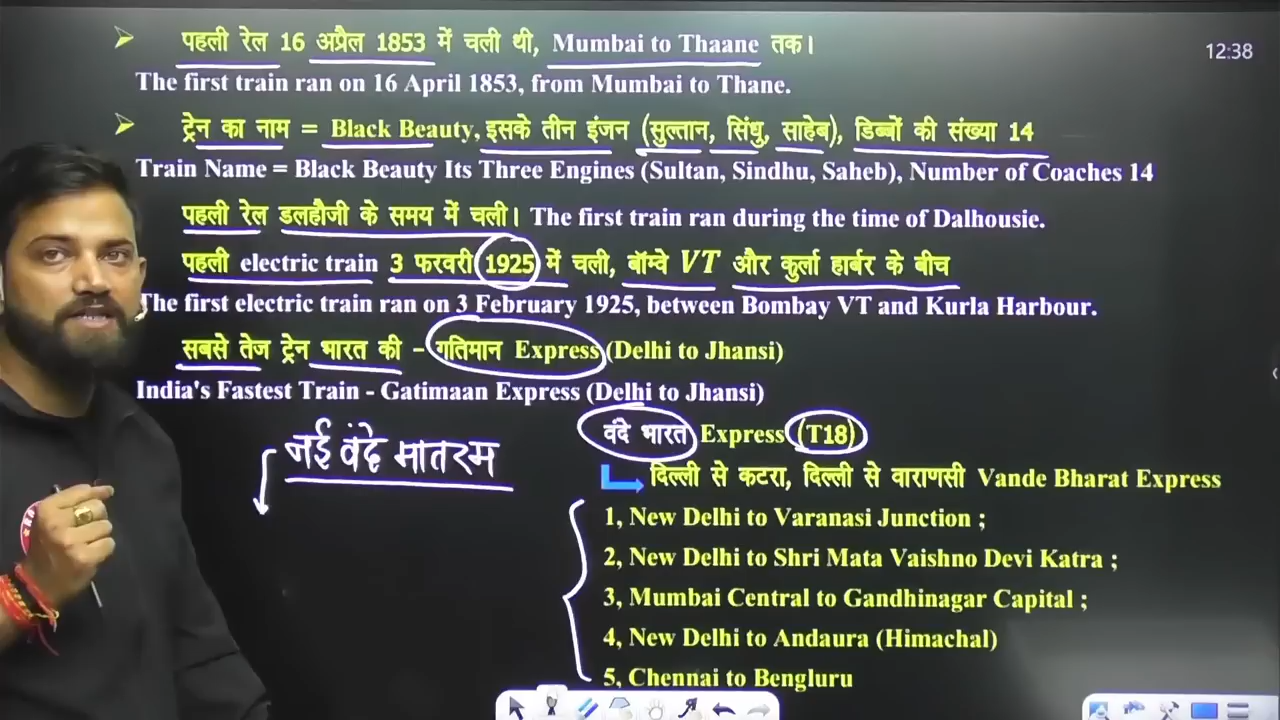 पहली रेल 16 अप्रैल 1853 में चली थी, Mumbai to Thaane तक।
12:38
The first train ran on 16 April 1853, from Mumbai to Thane.
ट्रेन का नाम = Black Beauty, इसके तीन इंजन (सुल्तान, सिंधु, साहेब), डिब्बों की संख्या 14
Train Name = Black Beauty Its Three Engines (Sultan, Sindhu, Saheb), Number of Coaches 14
पहली रेल डलहौजी के समय में चली। The first train ran during the time of Dalhousie.
पहली electric train 3 फरवरी 1925 में चली, बॉम्वे VT और कुर्ला हार्बर के बीच
The first electric train ran on 3 February 1925, between Bombay VT and Kurla Harbour.
सबसे तेज ट्रेन भारत की - गतिमान Express (Delhi to Jhansi)
India's Fastest Train - Gatimaan Express (Delhi to Jhansi)
नई वंदे मातरम
वंदे भारत Express (T18)
दिल्ली से कटरा, दिल्ली से वाराणसी Vande Bharat Express
1, New Delhi to Varanasi Junction ;
2, New Delhi to Shri Mata Vaishno Devi Katra ;
3, Mumbai Central to Gandhinagar Capital ;
4, New Delhi to Andaura (Himachal)
5, Chennai to Bengluru